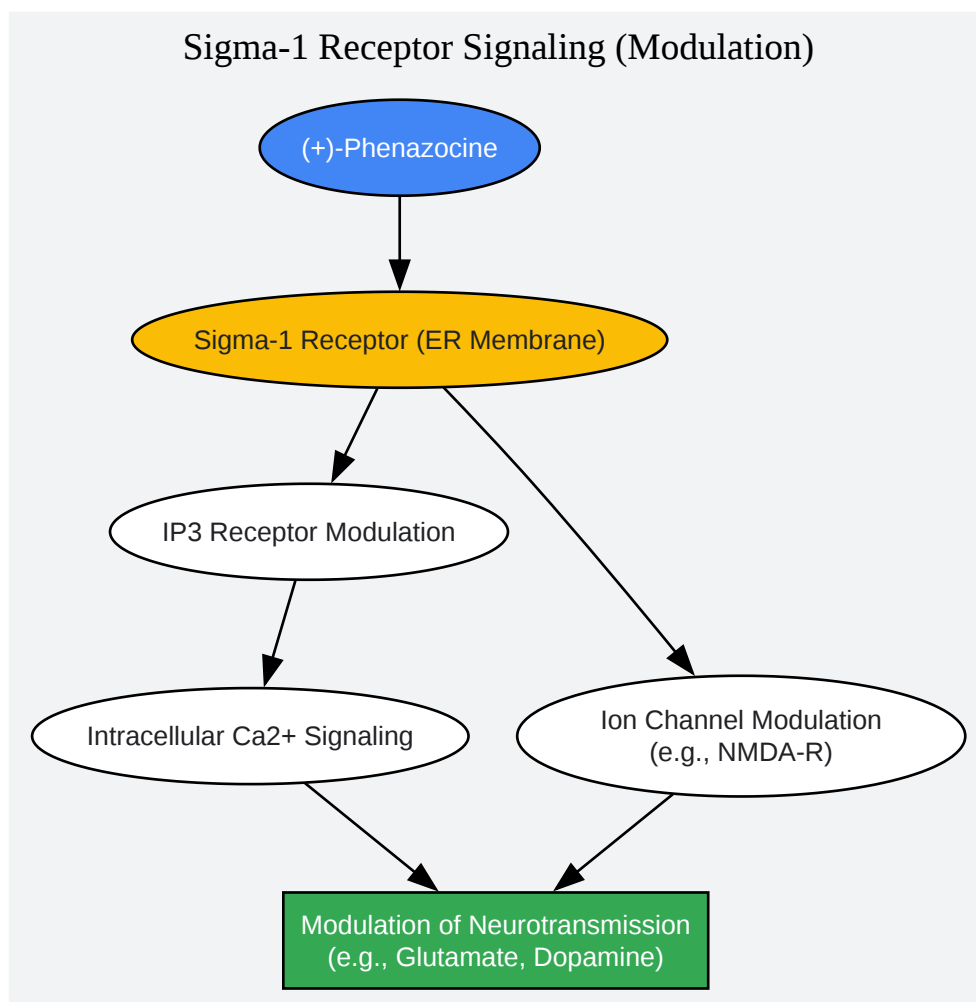 Sigma-1 Receptor Signaling (Modulation)
(+)-Phenazocine
Sigma-1 Receptor (ER Membrane)
IP3 Receptor Modulation
Intracellular Ca2+ Signaling
Ion Channel Modulation
(e.g., NMDA-R)
Modulation of Neurotransmission
(e.g., Glutamate, Dopamine)